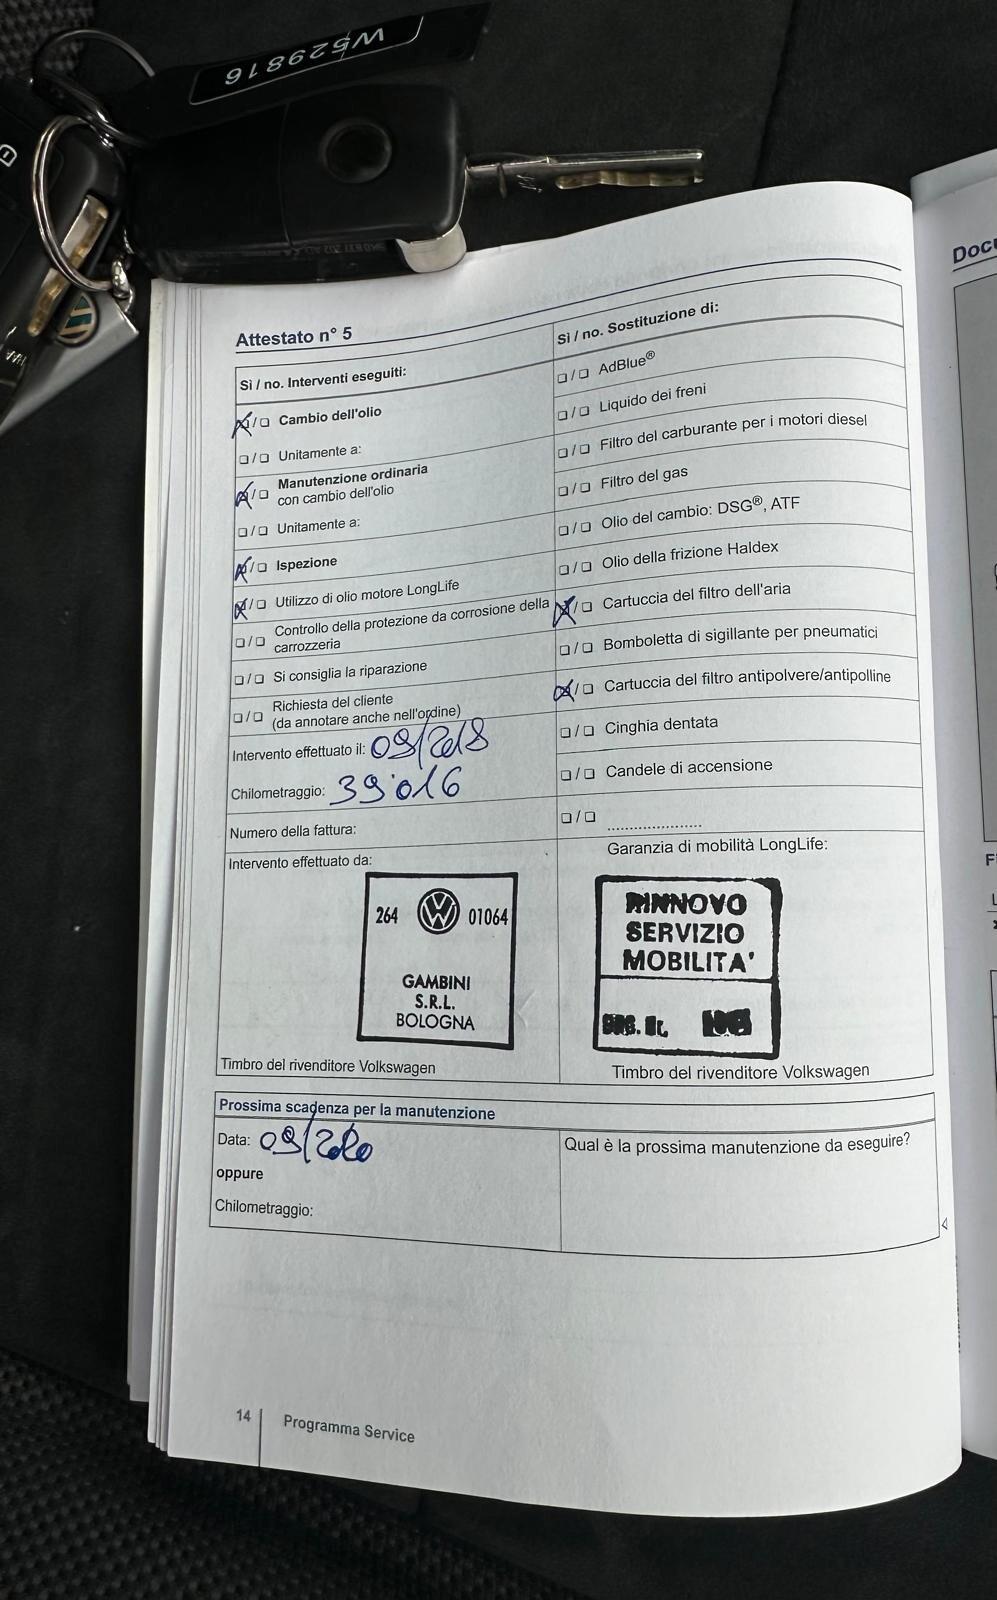 W529816
Attestato n° 5
Sì / no. Interventi eseguiti:
☒/☐ Cambio dell'olio
☐/☐ Unitamente a:
☒/☐ Manutenzione ordinaria
con cambio dell'olio
☐/☐ Unitamente a:
☒/☐ Ispezione
☒/☐ Utilizzo di olio motore LongLife
☐/☐ Controllo della protezione da corrosione della
carrozzeria
☐/☐ Si consiglia la riparazione
☐/☐ Richiesta del cliente
(da annotare anche nell'ordine)
Intervento effettuato il: 09/2018
Chilometraggio: 39'016
Numero della fattura:
Intervento effettuato da:
264 01064
GAMBINI
S.R.L.
BOLOGNA
Timbro del rivenditore Volkswagen
Sì / no. Sostituzione di:
☐/☐ AdBlue®
☐/☐ Liquido dei freni
☐/☐ Filtro del carburante per i motori diesel
☐/☐ Filtro del gas
☐/☐ Olio del cambio: DSG®, ATF
☐/☐ Olio della frizione Haldex
☒/☐ Cartuccia del filtro dell'aria
☐/☐ Bomboletta di sigillante per pneumatici
☒/☐ Cartuccia del filtro antipolvere/antipolline
☐/☐ Cinghia dentata
☐/☐ Candele di accensione
☐/☐ ......................
Garanzia di mobilità LongLife:
RINNOVO
SERVIZIO
MOBILITA'
Timbro del rivenditore Volkswagen
Prossima scadenza per la manutenzione
Data: 09/2020
oppure
Chilometraggio:
Qual è la prossima manutenzione da eseguire?
14 Programma Service